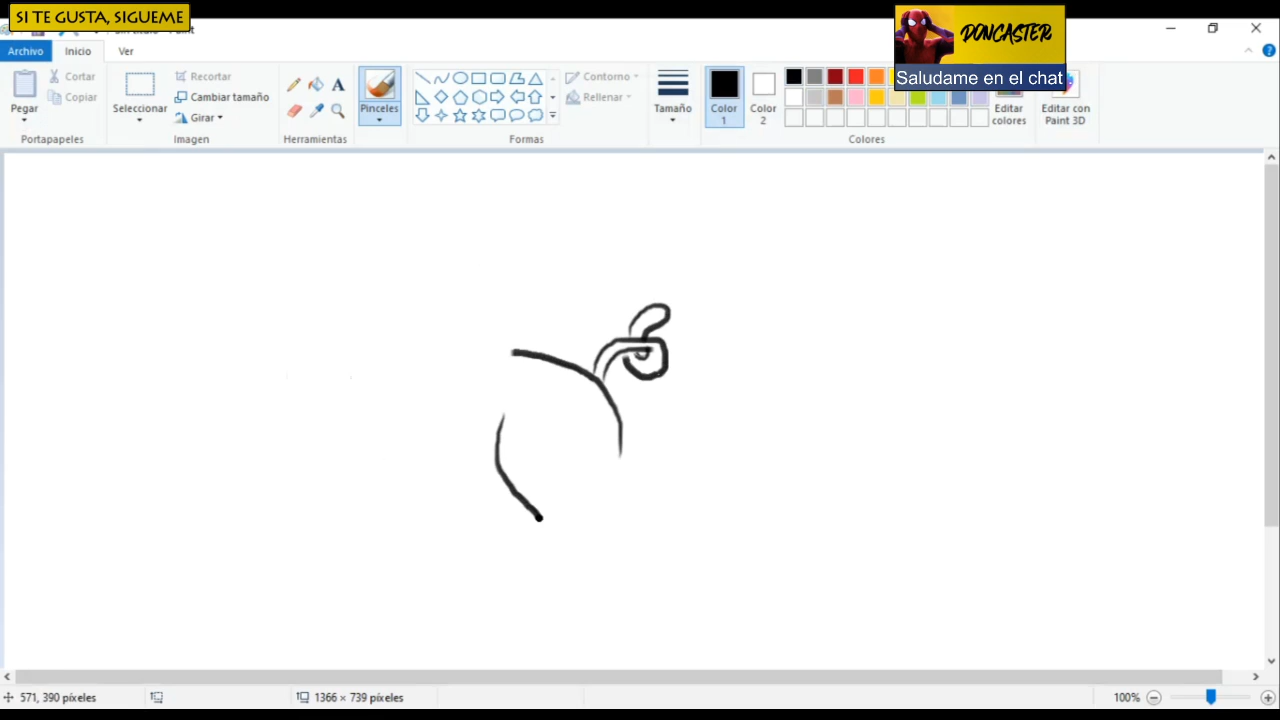 SI TE GUSTA, SIGUEME
DONCASTER
Saludame en el chat
Archivo
Inicio
Ver
Pegar
Cortar
Copiar
Portapapeles
Seleccionar
Recortar
Cambiar tamaño
Girar
Imagen
A
Herramientas
Pinceles
Contorno
Rellenar
Formas
Tamaño
Color
1
Color
2
Editar
colores
Colores
Editar con
Paint 3D
571, 390 píxeles
1366 × 739 píxeles
100%